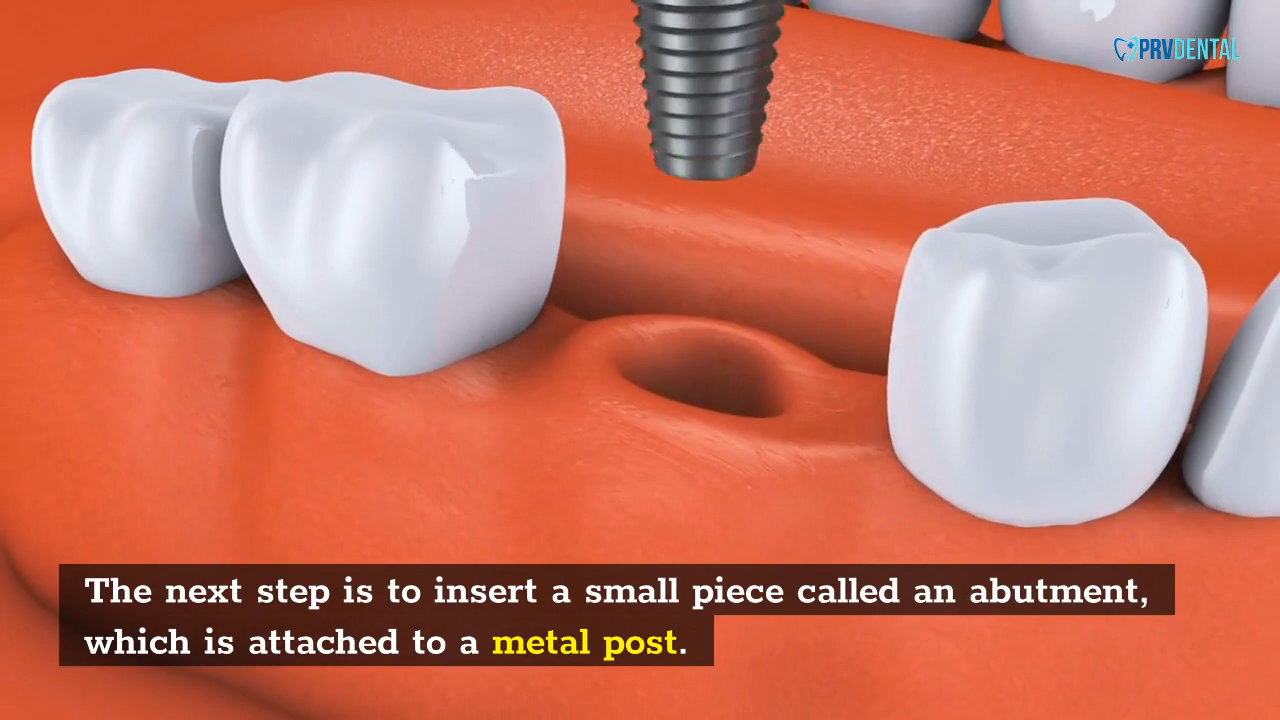 PRVDENTAL
The next step is to insert a small piece called an abutment,
which is attached to a metal post.